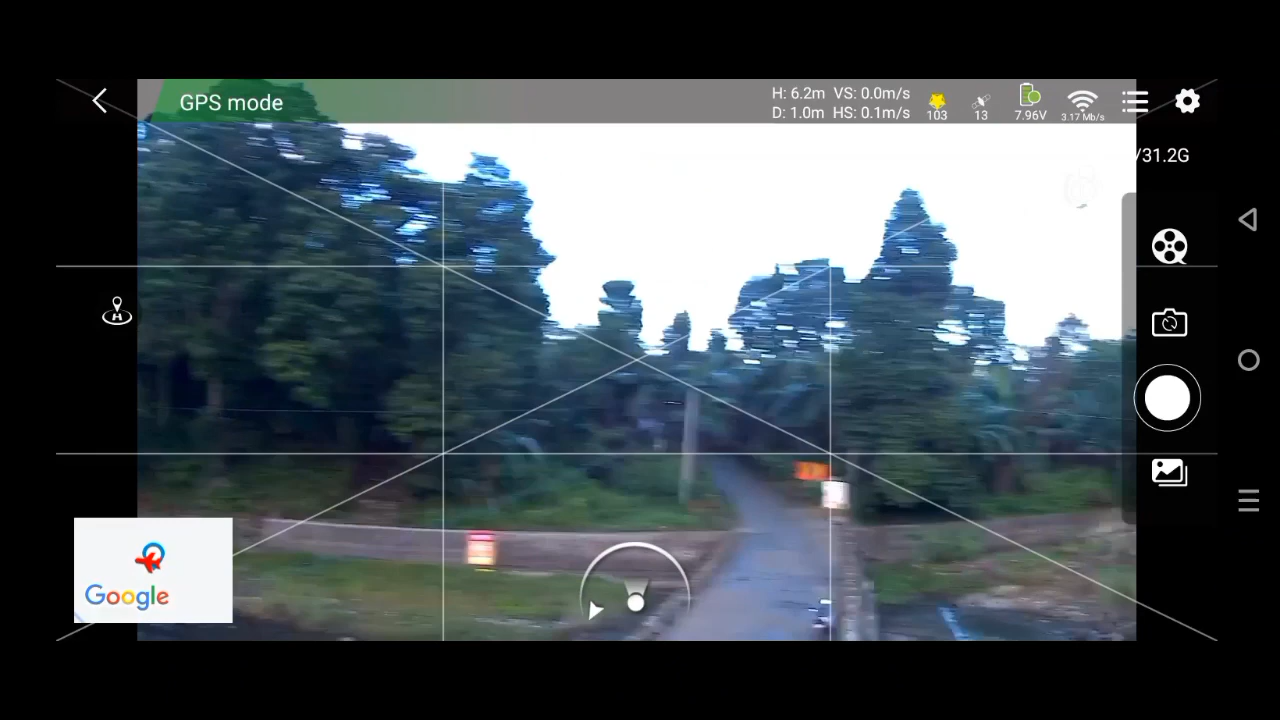 GPS mode
H: 6.2m VS: 0.0m/s
D: 1.0m HS: 0.1m/s
103
13
7.96V
3.17 Mb/s
/31.2G
H
Google